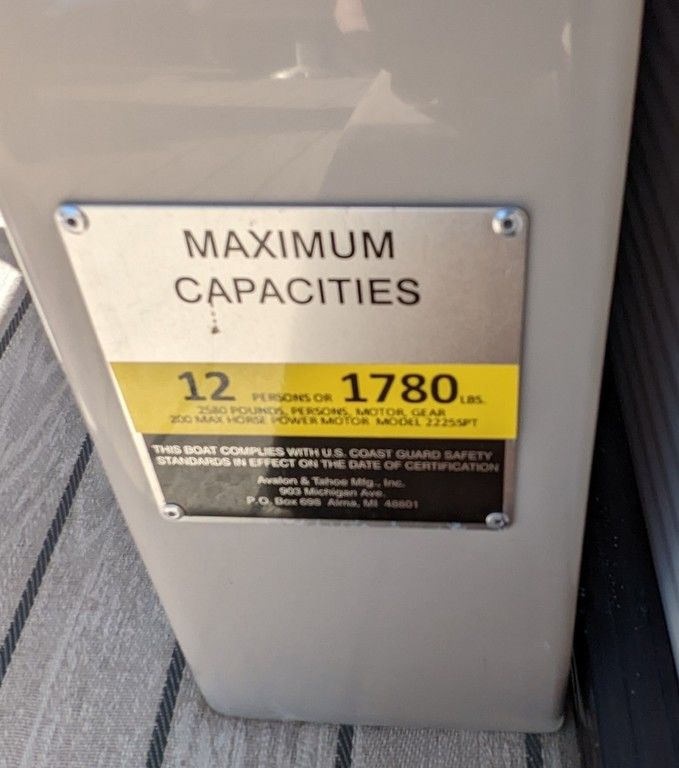 MAXIMUM
CAPACITIES
12 PERSONS OR 1780 LBS.
2580 POUNDS, PERSONS, MOTOR, GEAR
200 MAX HORSE POWER MOTOR MODEL 2225SPT
THIS BOAT COMPLIES WITH U.S. COAST GUARD SAFETY
STANDARDS IN EFFECT ON THE DATE OF CERTIFICATION
Avalon & Tahoe Mfg., Inc.
903 Michigan Ave.
P.O. Box 698 Alma, MI 48801